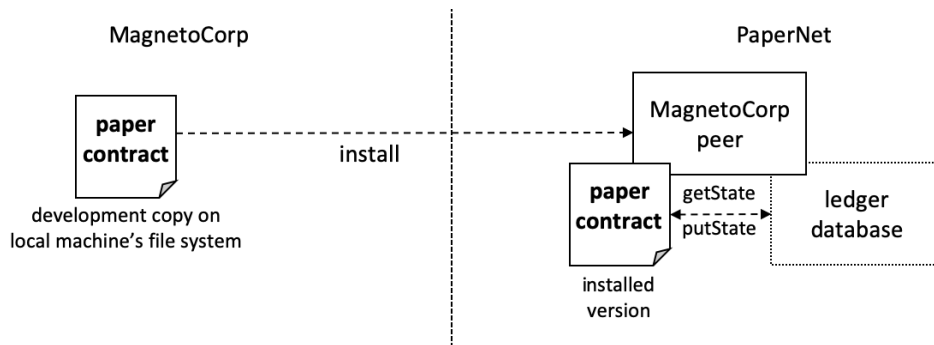 MagnetoCorp
PaperNet
paper
contract
install
development copy on
local machine’s file system
MagnetoCorp
peer
paper
contract
getState
putState
ledger
database
installed
version